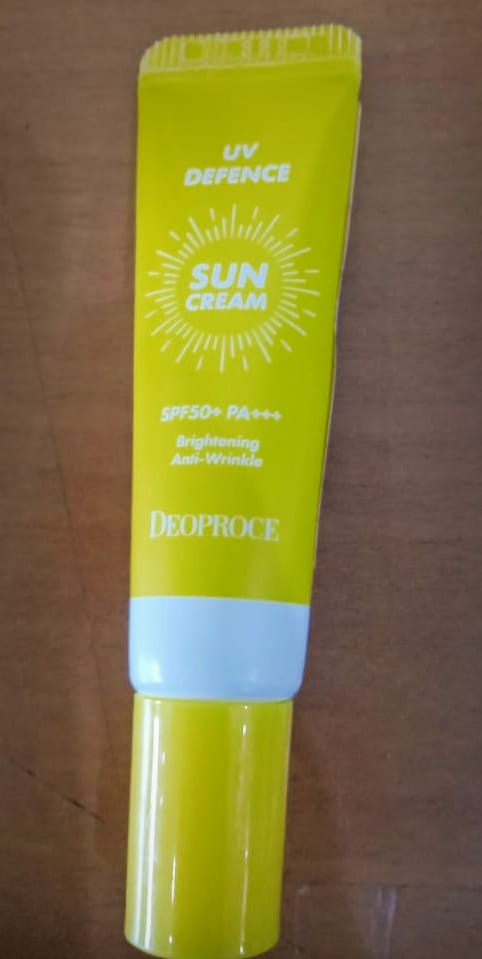 UV
DEFENCE
SUN
CREAM
SPF50+ PA+++
Brightening
Anti-Wrinkle
DEOPROCE